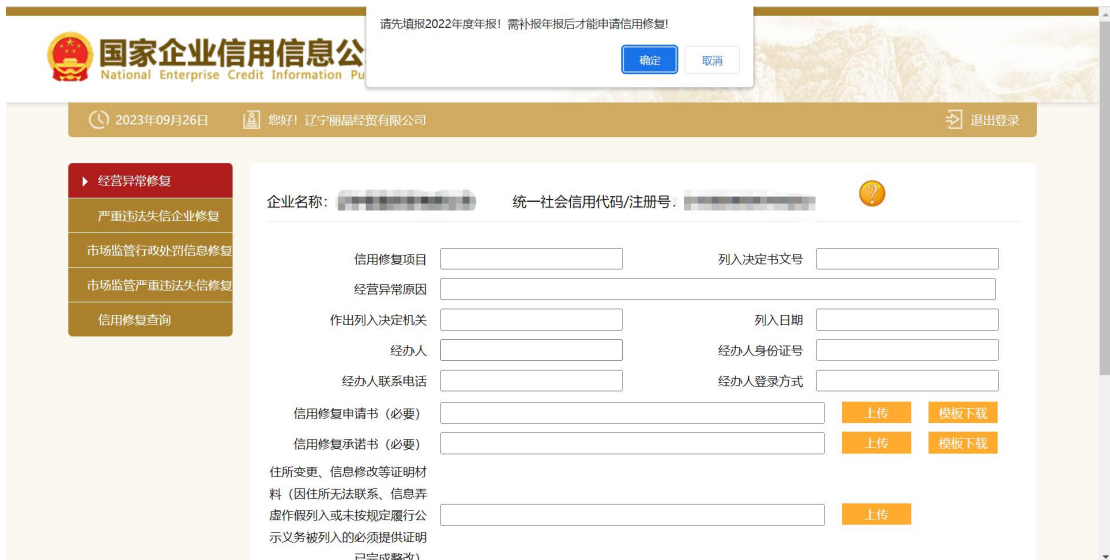 请先填报2022年度年报！需补报年报后才能申请信用修复!
确定
取消
国家企业信用信息公
National Enterprise Credit Information Pu
2023年09月26日
您好！辽宁丽晶经贸有限公司
退出登录
经营异常修复
严重违法失信企业修复
市场监管行政处罚信息修复
市场监管严重违法失信修复
信用修复查询
企业名称：
统一社会信用代码/注册号：
信用修复项目
列入决定书文号
经营异常原因
作出列入决定机关
列入日期
经办人
经办人身份证号
经办人联系电话
经办人登录方式
信用修复申请书（必要）
上传
模板下载
信用修复承诺书（必要）
上传
模板下载
住所变更、信息修改等证明材
料（因住所无法联系、信息弄
虚作假列入或未按规定履行公
示义务被列入的必须提供证明
已完成整改）
上传